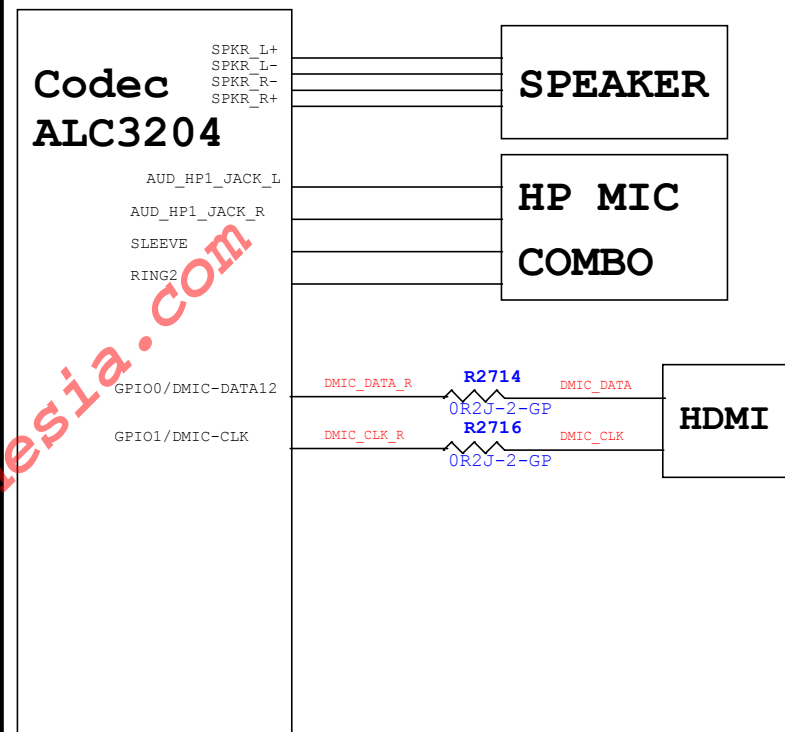 SPKR_L+
SPKR_L-
SPKR_R-
SPKR_R+
Codec
ALC3204
SPEAKER
AUD_HP1_JACK_L
AUD_HP1_JACK_R
SLEEVE
RING2
HP MIC
COMBO
GPIO0/DMIC-DATA12
DMIC_DATA_R
R2714
0R2J-2-GP
DMIC_DATA
GPIO1/DMIC-CLK
DMIC_CLK_R
R2716
0R2J-2-GP
DMIC_CLK
HDMI
esia.com